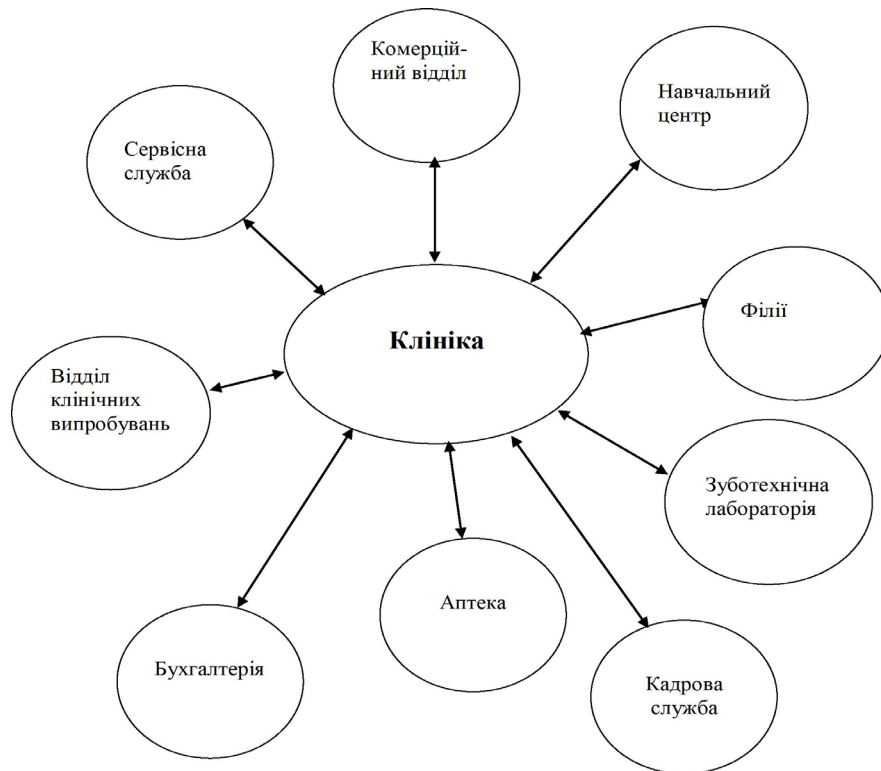 Комерцій-
ний відділ
Навчальний
центр
Сервісна
служба
Філії
Клініка
Відділ
клінічних
випробувань
Зуботехнічна
лабораторія
Аптека
Бухгалтерія
Кадрова
служба